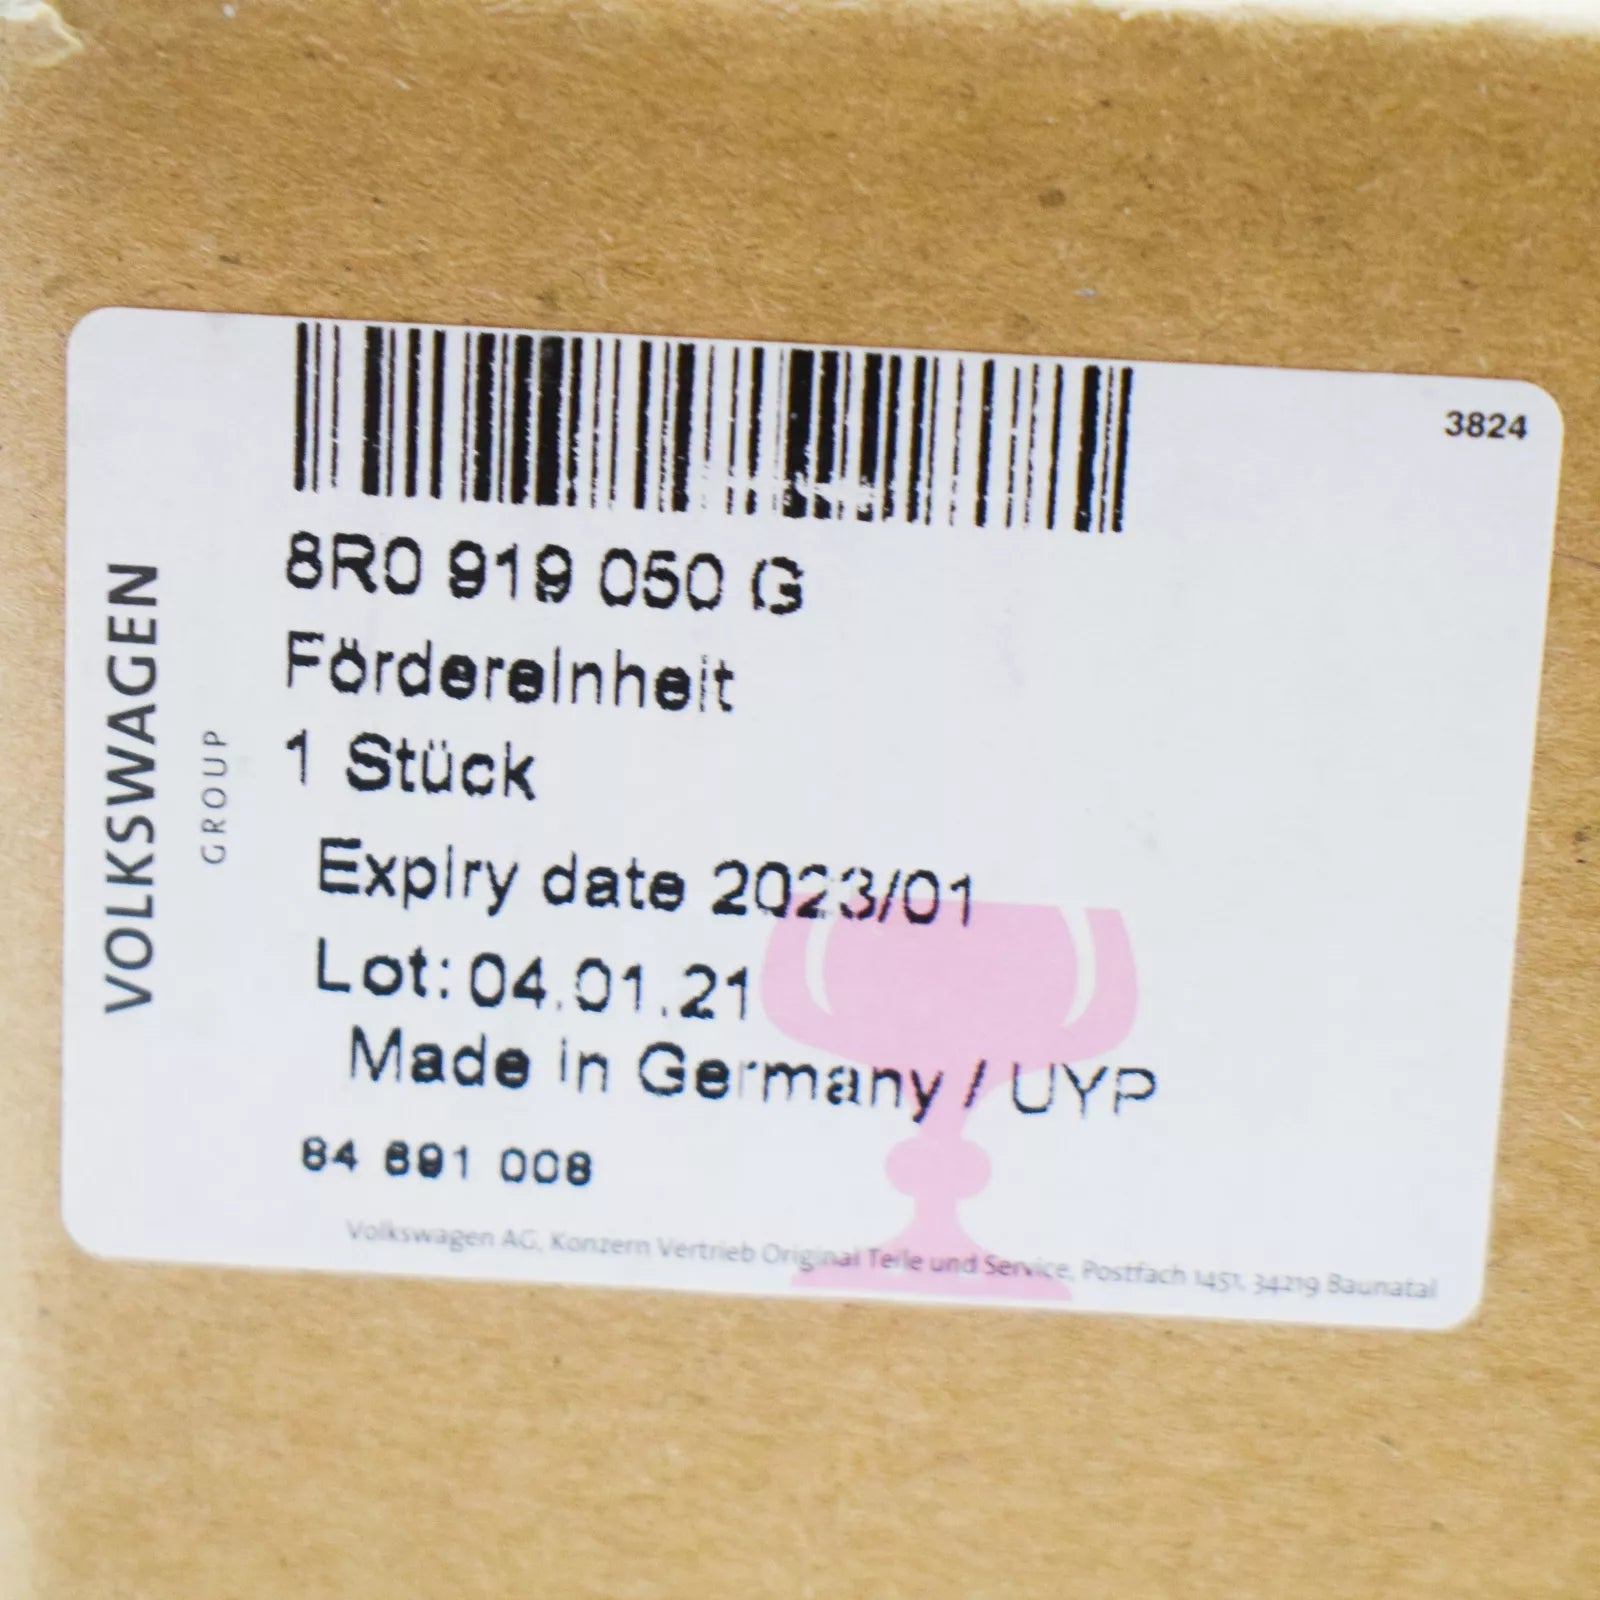 3824
VOLKSWAGEN
GROUP
8R0 919 050 G
Fördereinheit
1 Stück
Expiry date 2023/01
Lot: 04.01.21
Made in Germany / UYP
84 691 008
Volkswagen AG, Konzern Vertrieb Original Teile und Service, Postfach 1451, 34219 Baunatal